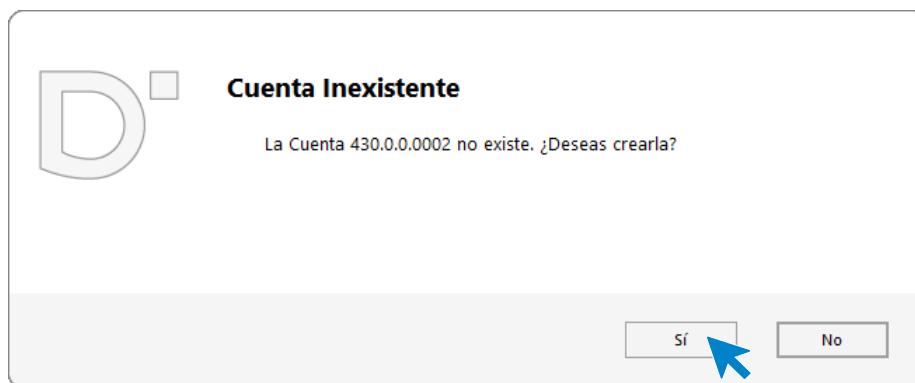 Cuenta Inexistente
La Cuenta 430.0.0.0002 no existe. ¿Deseas crearla?
Sí No